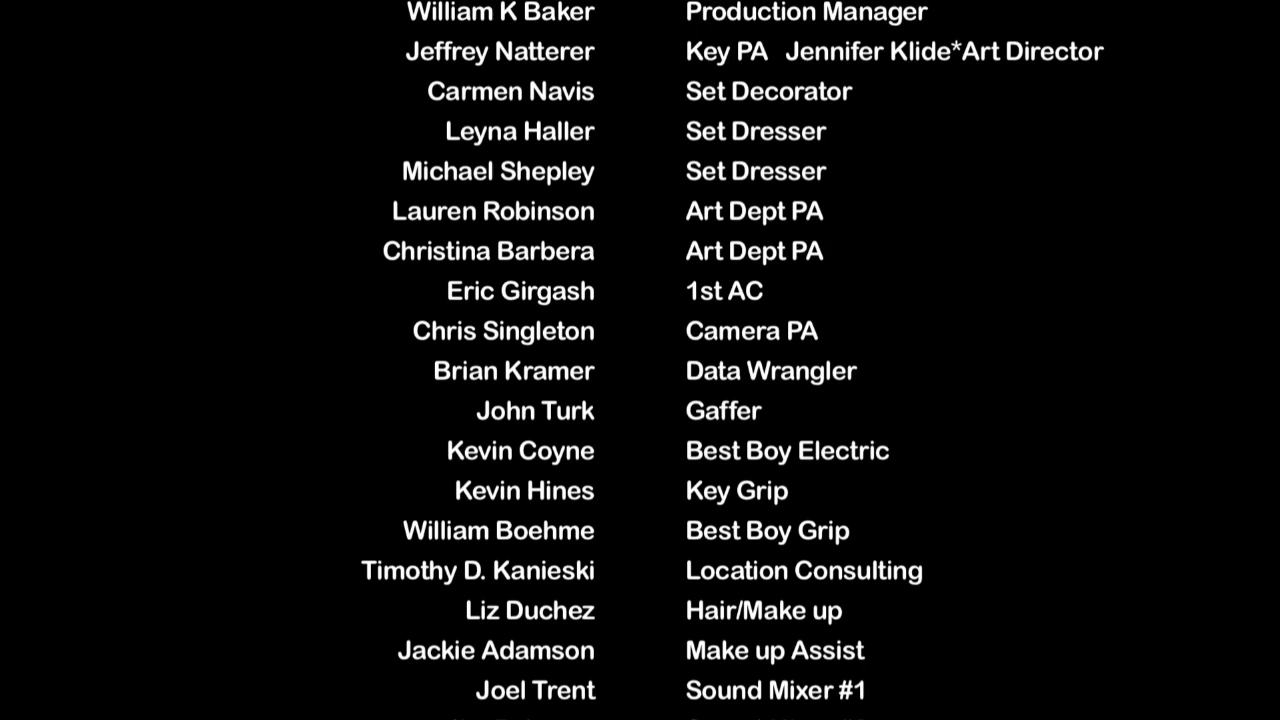 William K Baker Production Manager
Jeffrey Natterer Key PA Jennifer Klide*Art Director
Carmen Navis Set Decorator
Leyna Haller Set Dresser
Michael Shepley Set Dresser
Lauren Robinson Art Dept PA
Christina Barbera Art Dept PA
Eric Girgash 1st AC
Chris Singleton Camera PA
Brian Kramer Data Wrangler
John Turk Gaffer
Kevin Coyne Best Boy Electric
Kevin Hines Key Grip
William Boehme Best Boy Grip
Timothy D. Kanieski Location Consulting
Liz Duchez Hair/Make up
Jackie Adamson Make up Assist
Joel Trent Sound Mixer #1